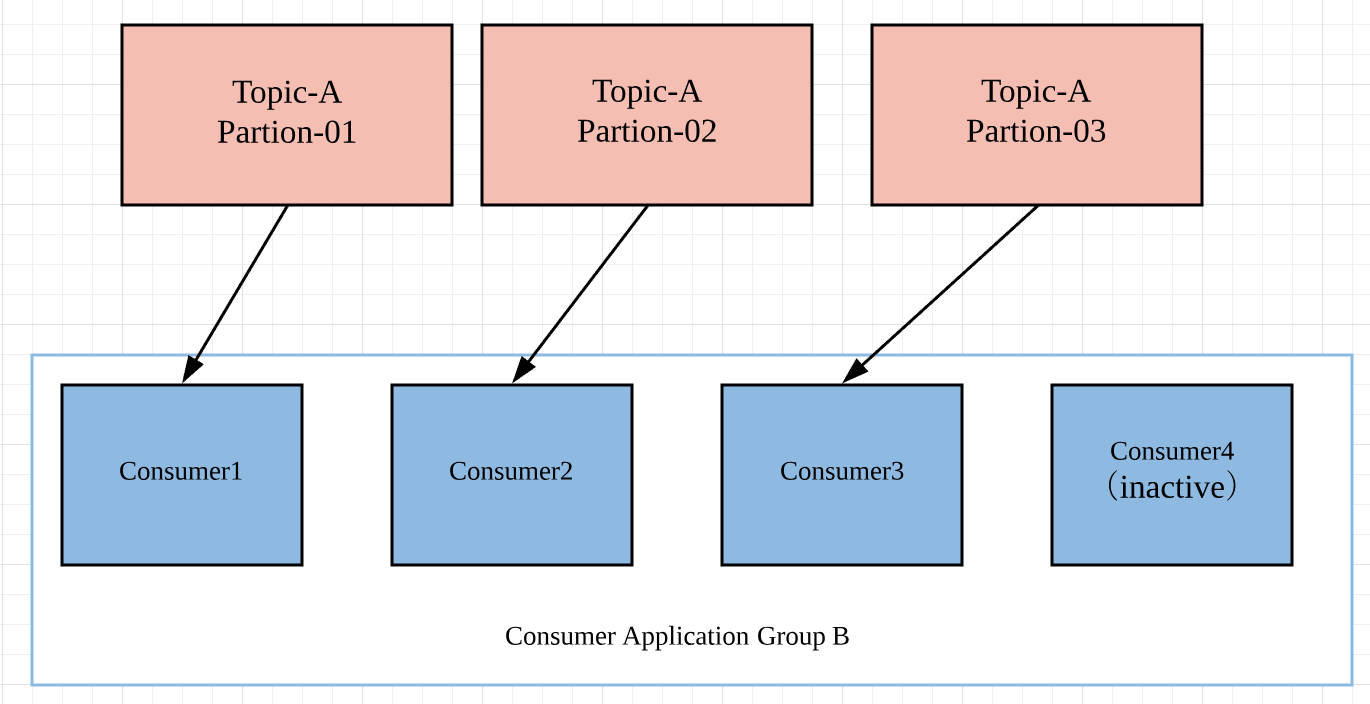 Topic-A
Partion-01
Topic-A
Partion-02
Topic-A
Partion-03
Consumer1
Consumer2
Consumer3
Consumer4
（inactive）
Consumer Application Group B